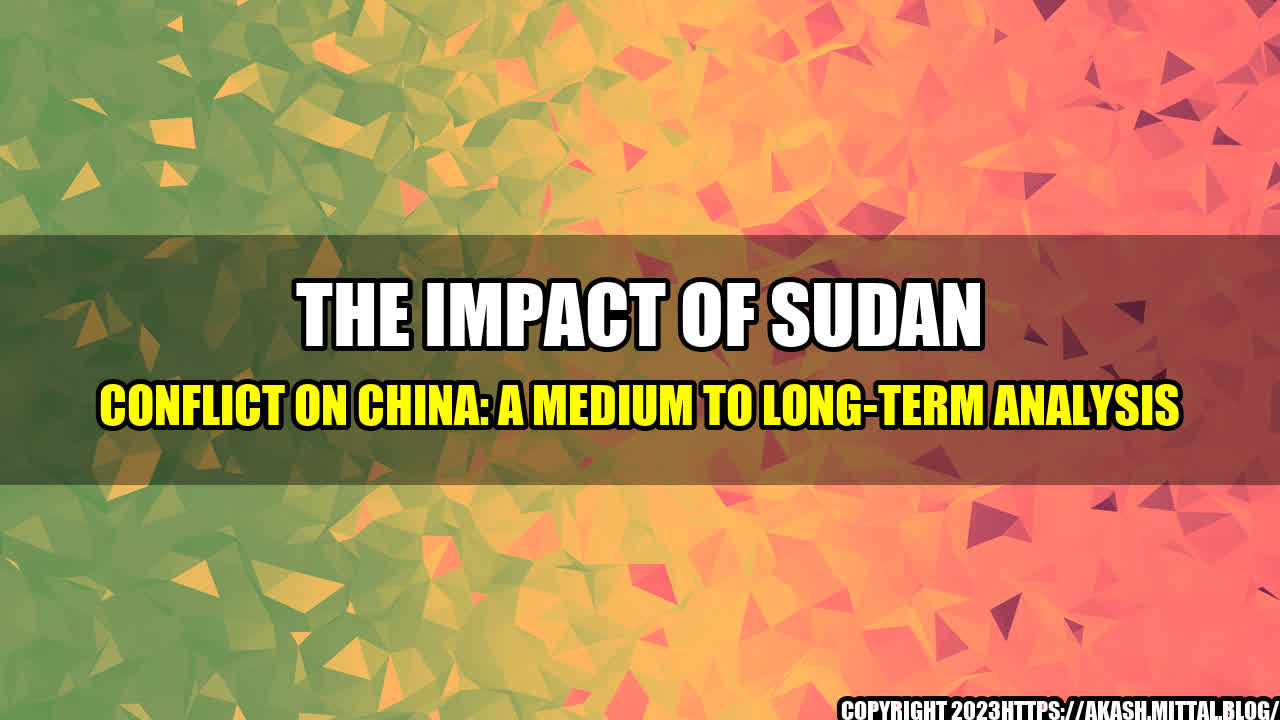 THE IMPACT OF SUDAN
CONFLICT ON CHINA: A MEDIUM TO LONG-TERM ANALYSIS
COPYRIGHT 2023HTTPS://AKASH.MITTAL.BLOG/